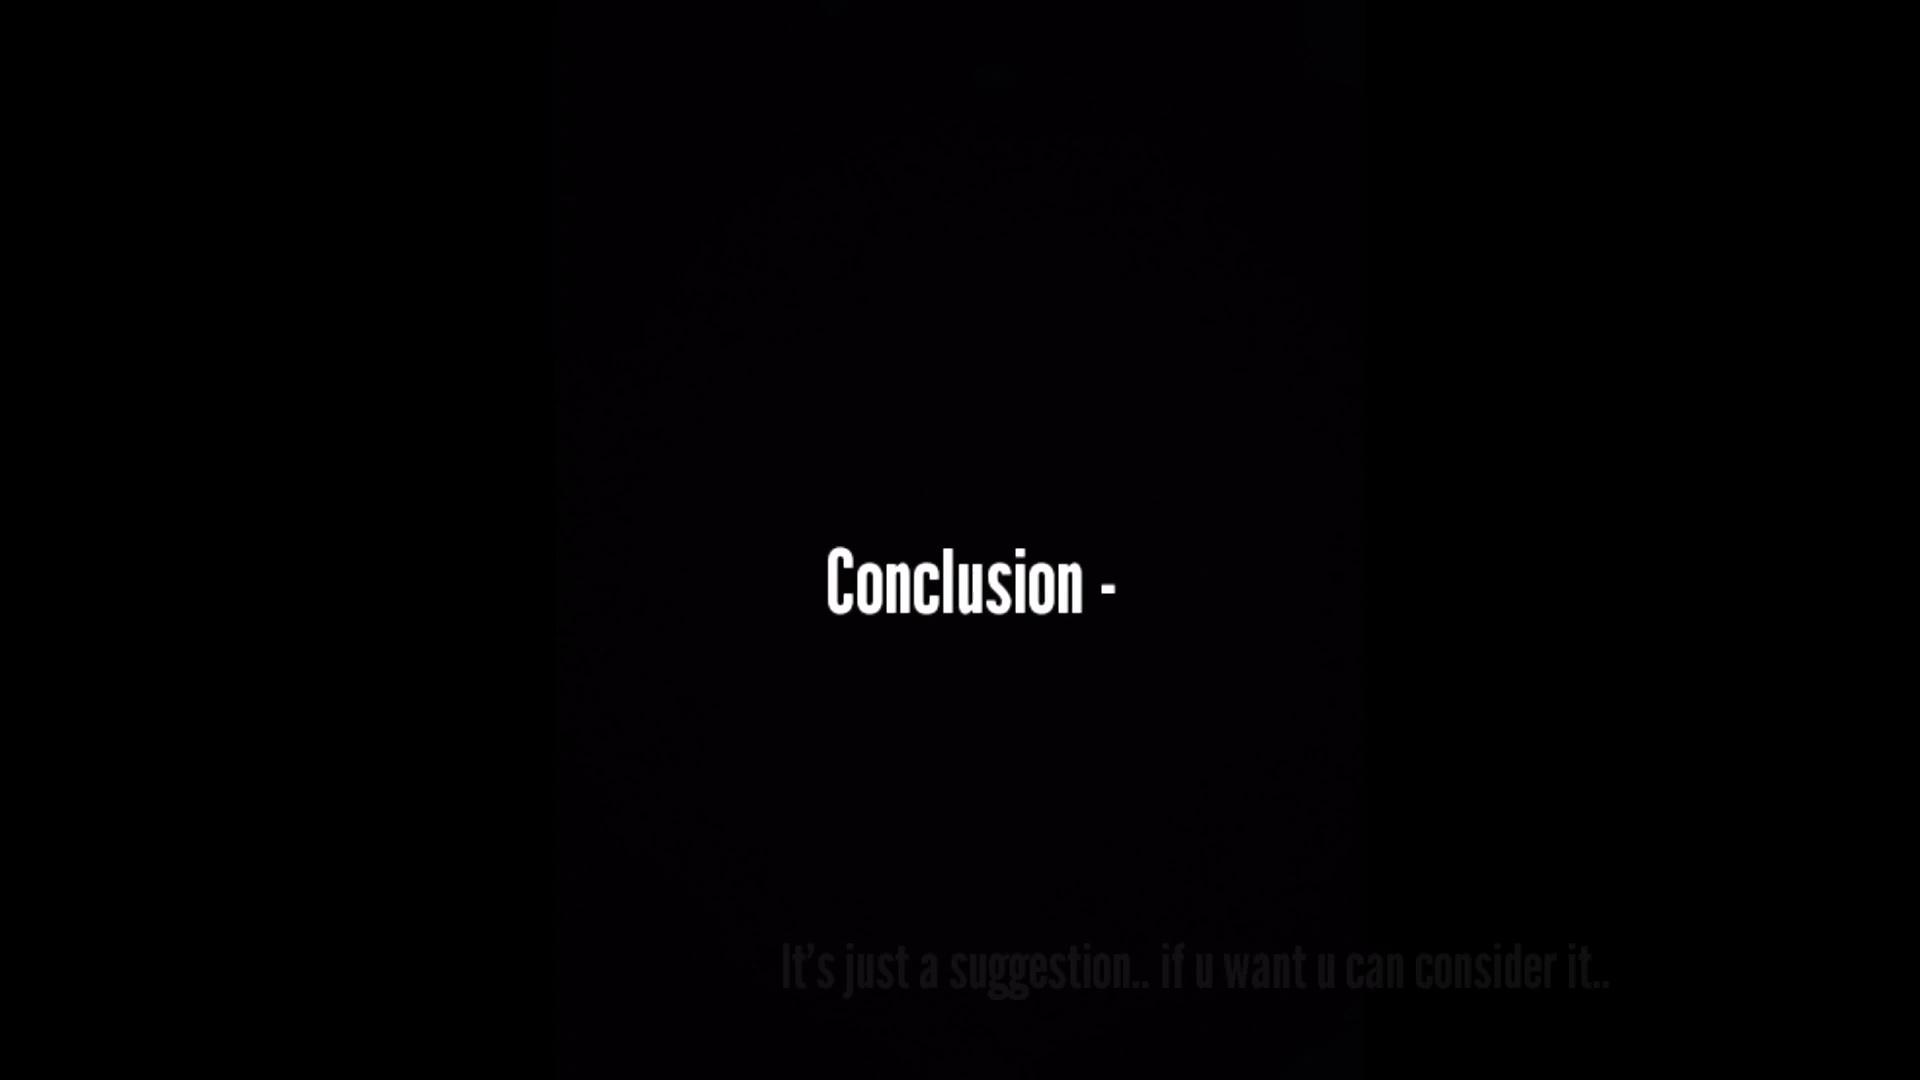 Conclusion -
It's just a suggestion.. if u want u can consider it..